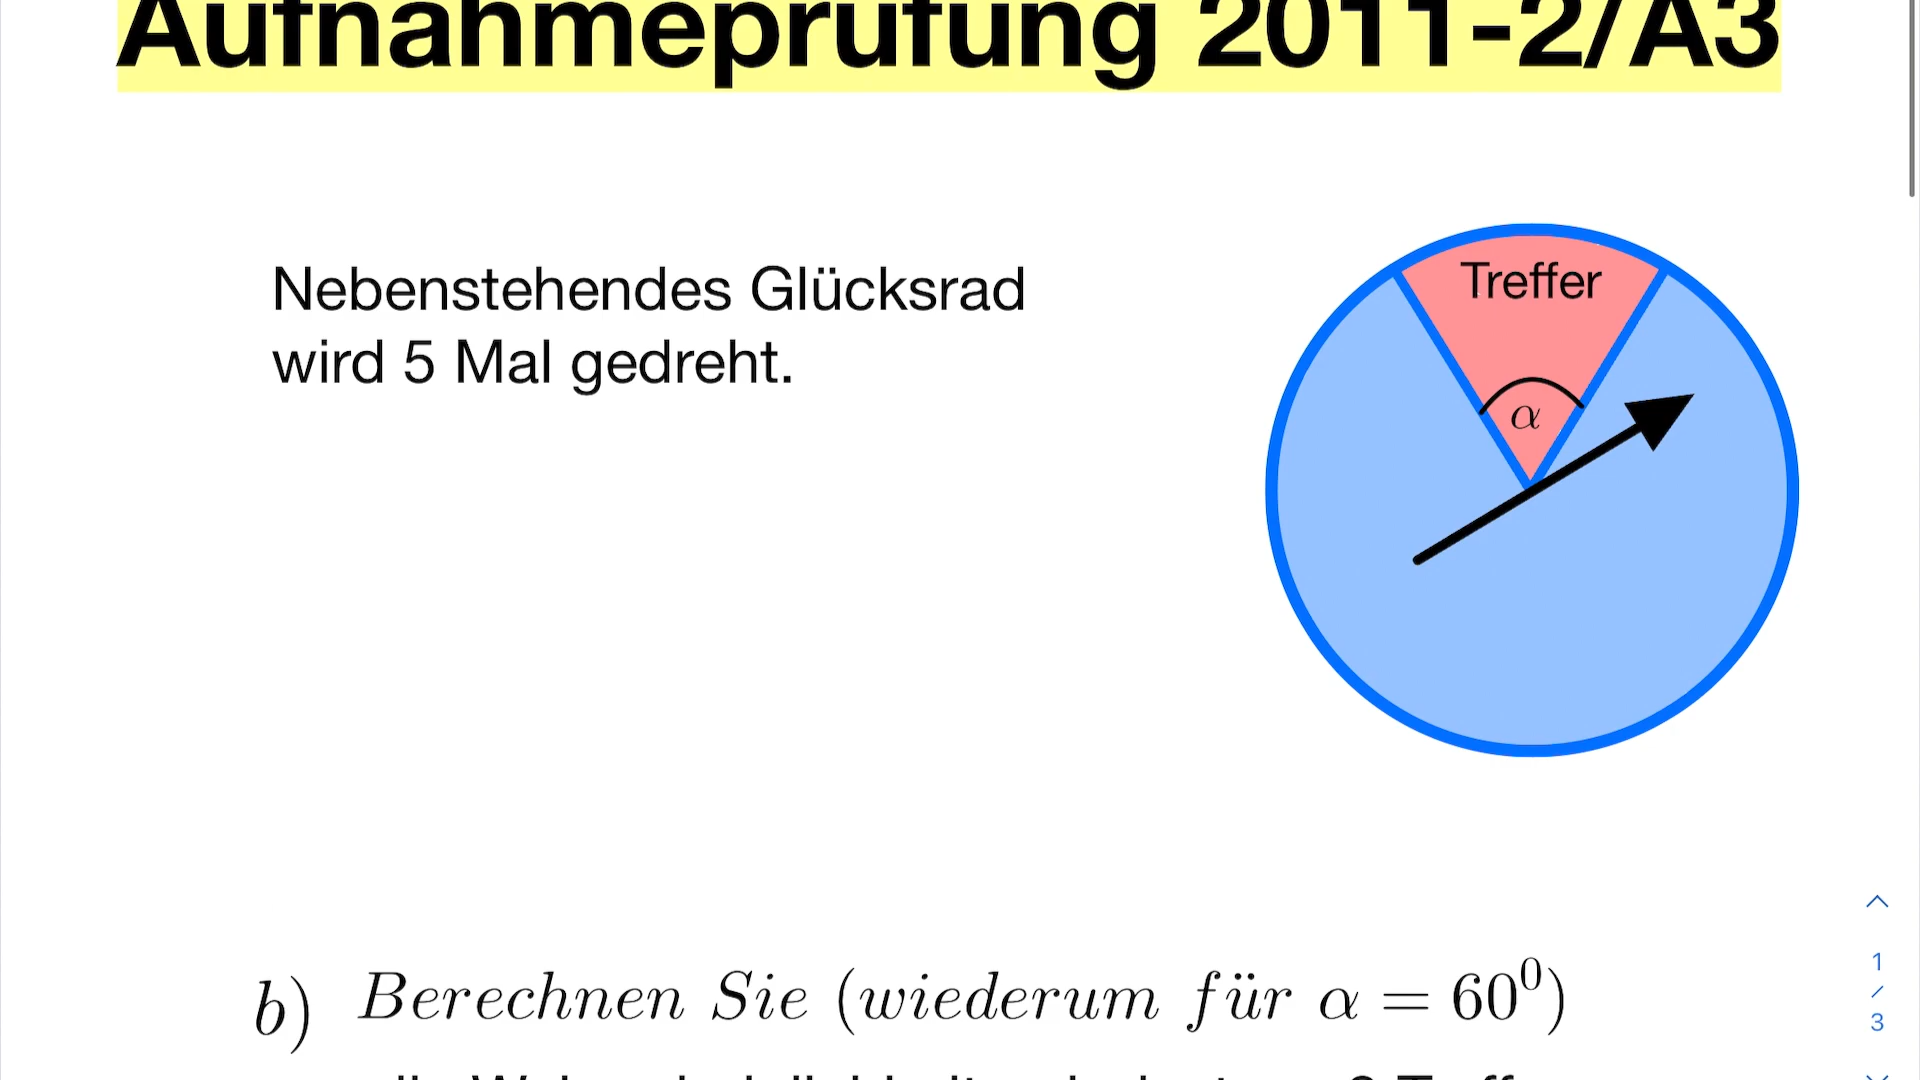 Aufnahmeprüfung 2011-2/A3
Nebenstehendes Glücksrad
wird 5 Mal gedreht.
Treffer
α
b) Berechnen Sie (wiederum für α = 60⁰)
1
/
3